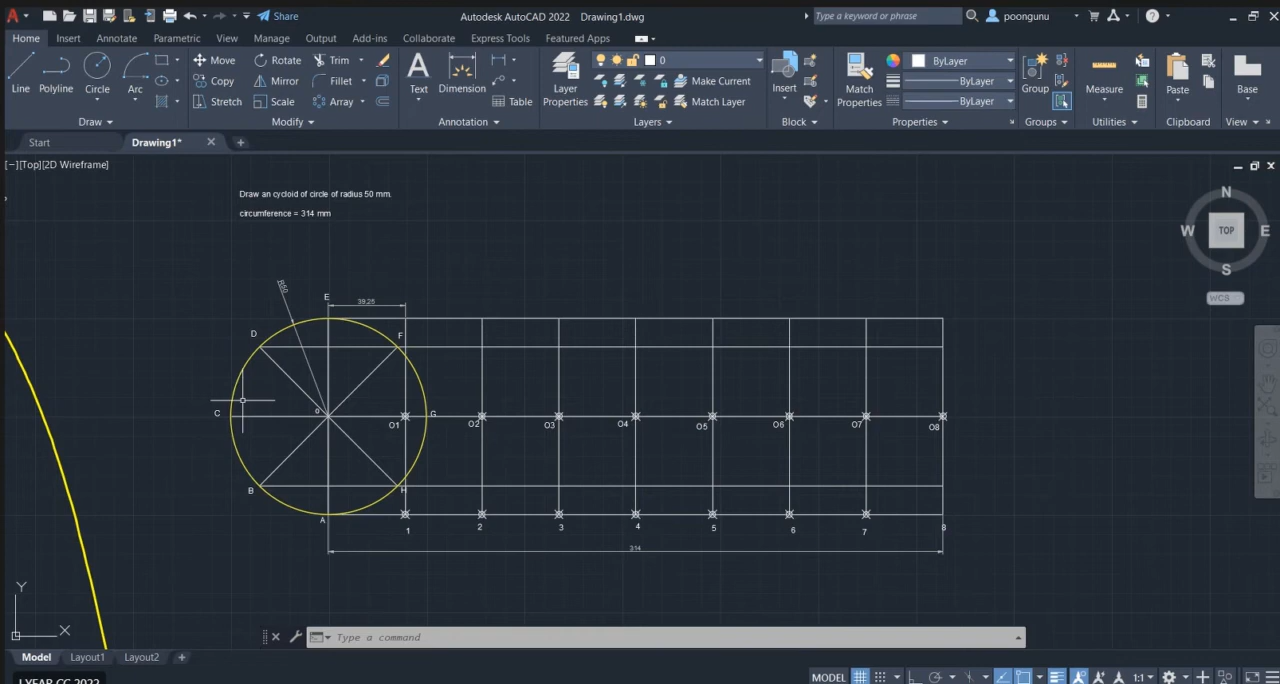 Share
Autodesk AutoCAD 2022 Drawing1.dwg
Type a keyword or phrase
poongunu
Home Insert Annotate Parametric View Manage Output Add-ins Collaborate Express Tools Featured Apps
Line Polyline Circle Arc
Move Rotate Trim
Copy Mirror Fillet
Stretch Scale Array
Text Dimension Table
Layer Properties
0
Make Current
Match Layer
Insert
Match Properties
ByLayer
ByLayer
ByLayer
Group Measure Paste Base
Draw Modify Annotation Layers Block Properties Groups Utilities Clipboard View
Start Drawing1*
[−][Top][2D Wireframe]
Draw an cycloid of circle of radius 50 mm.
circumference = 314 mm
N
W TOP E
S
WCS
R50
E
39,25
D F
C 0 G
O1 O2 O3 O4 O5 O6 O7 O8
B H
A
1 2 3 4 5 6 7 8
314
Y
X
Type a command
Model Layout1 Layout2
MODEL 1:1
I YEAR CC 2022